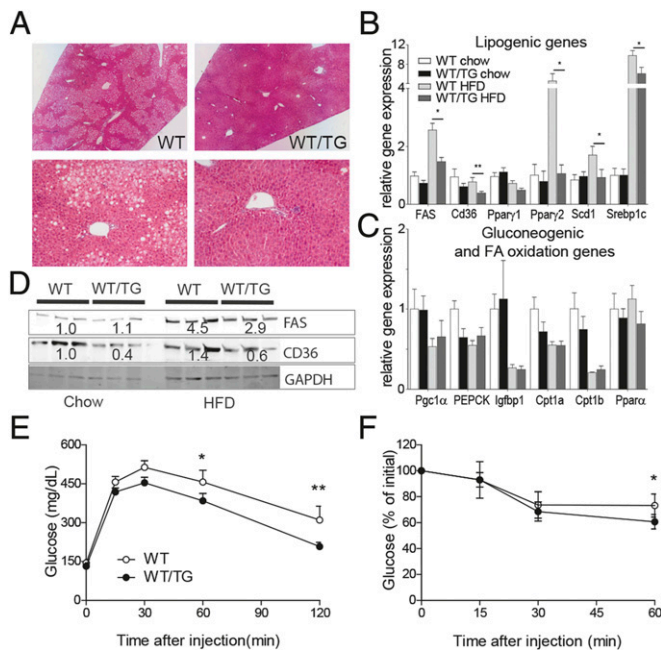 A
WT
WT/TG
B
Lipogenic genes
WT chow
WT/TG chow
WT HFD
WT/TG HFD
relative gene expression
12
8
4
2
1
0
*
**
*
*
*
FAS Cd36 Pparγ1 Pparγ2 Scd1 Srebp1c
C
Gluconeogenic
and FA oxidation genes
relative gene expression
2
1
0
Pgc1α PEPCK Igfbp1 Cpt1a Cpt1b Pparα
D
WT WT/TG WT WT/TG
1.0 1.1 4.5 2.9 FAS
1.0 0.4 1.4 0.6 CD36
GAPDH
Chow HFD
E
Glucose (mg/dL)
600
450
300
150
0
*
**
WT
WT/TG
0 30 60 90 120
Time after injection(min)
F
Glucose (% of initial)
120
100
80
60
40
20
0
*
0 15 30 45 60
Time after injection (min)